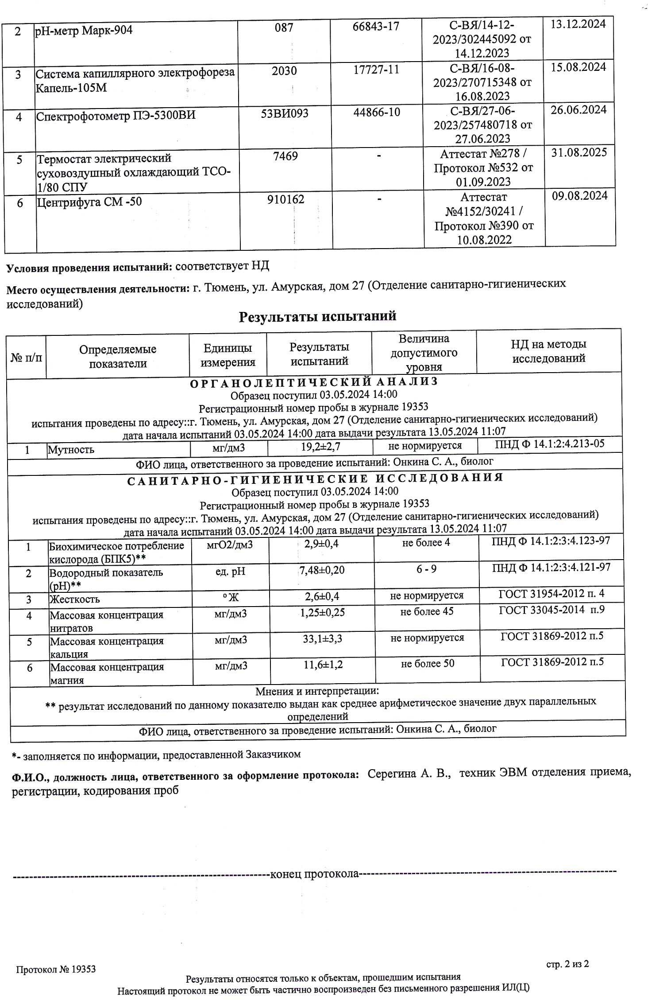 2 рН-метр Марк-904 087 66843-17 С-ВЯ/14-12- 13.12.2024
2023/302445092 от
14.12.2023
3 Система капиллярного электрофореза 2030 17727-11 С-ВЯ/16-08- 15.08.2024
Капель-105М 2023/270715348 от
16.08.2023
4 Спектрофотометр ПЭ-5300ВИ 53ВИ093 44866-10 С-ВЯ/27-06- 26.06.2024
2023/257480718 от
27.06.2023
5 Термостат электрический 7469 - Аттестат №278 / 31.08.2025
суховоздушный охлаждающий ТСО- Протокол №532 от
1/80 СПУ 01.09.2023
6 Центрифуга СМ -50 910162 - Аттестат 09.08.2024
№4152/30241 /
Протокол №390 от
10.08.2022
Условия проведения испытаний: соответствует НД
Место осуществления деятельности: г. Тюмень, ул. Амурская, дом 27 (Отделение санитарно-гигиенических
исследований)
Результаты испытаний
№ п/п Определяемые показатели Единицы измерения Результаты испытаний Величина допустимого уровня НД на методы исследований
ОРГАНОЛЕПТИЧЕСКИЙ АНАЛИЗ
Образец поступил 03.05.2024 14:00
Регистрационный номер пробы в журнале 19353
испытания проведены по адресу::г. Тюмень, ул. Амурская, дом 27 (Отделение санитарно-гигиенических исследований)
дата начала испытаний 03.05.2024 14:00 дата выдачи результата 13.05.2024 11:07
1 Мутность мг/дм3 19,2±2,7 не нормируется ПНД Ф 14.1:2:4.213-05
ФИО лица, ответственного за проведение испытаний: Онкина С. А., биолог
САНИТАРНО-ГИГИЕНИЧЕСКИЕ ИССЛЕДОВАНИЯ
Образец поступил 03.05.2024 14:00
Регистрационный номер пробы в журнале 19353
испытания проведены по адресу::г. Тюмень, ул. Амурская, дом 27 (Отделение санитарно-гигиенических исследований)
дата начала испытаний 03.05.2024 14:00 дата выдачи результата 13.05.2024 11:07
1 Биохимическое потребление мгО2/дм3 2,9±0,4 не более 4 ПНД Ф 14.1:2:3:4.123-97
кислорода (БПК5)**
2 Водородный показатель ед. рН 7,48±0,20 6 - 9 ПНД Ф 14.1:2:3:4.121-97
(рН)**
3 Жесткость °Ж 2,6±0,4 не нормируется ГОСТ 31954-2012 п. 4
4 Массовая концентрация мг/дм3 1,25±0,25 не более 45 ГОСТ 33045-2014 п.9
нитратов
5 Массовая концентрация мг/дм3 33,1±3,3 не нормируется ГОСТ 31869-2012 п.5
кальция
6 Массовая концентрация мг/дм3 11,6±1,2 не более 50 ГОСТ 31869-2012 п.5
магния
Мнения и интерпретации:
** результат исследований по данному показателю выдан как среднее арифметическое значение двух параллельных
определений
ФИО лица, ответственного за проведение испытаний: Онкина С. А., биолог
*- заполняется по информации, предоставленной Заказчиком
Ф.И.О., должность лица, ответственного за оформление протокола: Серегина А. В., техник ЭВМ отделения приема,
регистрации, кодирования проб
---------------------------------------------------------------конец протокола---------------------------------------------------------------
Протокол № 19353 стр. 2 из 2
Результаты относятся только к объектам, прошедшим испытания
Настоящий протокол не может быть частично воспроизведен без письменного разрешения ИЛ(Ц)